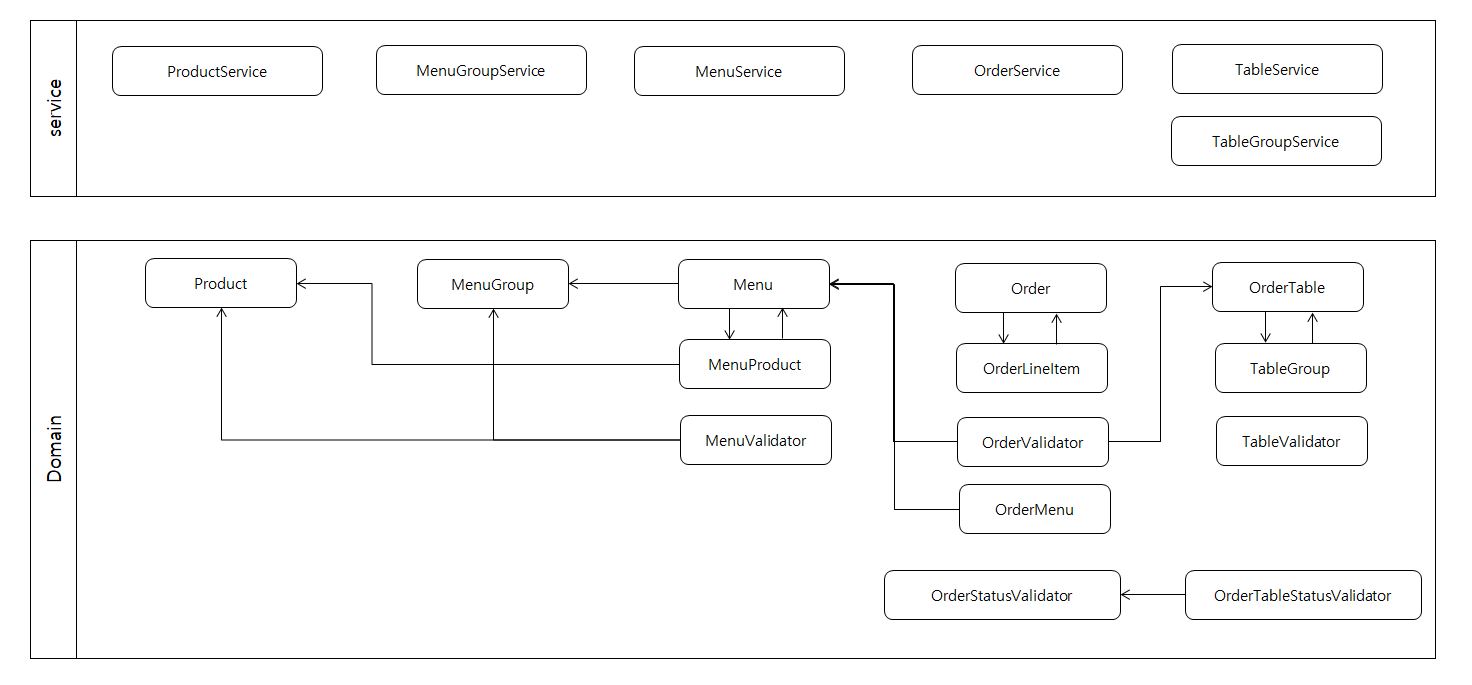 service
ProductService
MenuGroupService
MenuService
OrderService
TableService
TableGroupService
Domain
Product
MenuGroup
Menu
Order
OrderTable
MenuProduct
OrderLineItem
TableGroup
MenuValidator
OrderValidator
TableValidator
OrderMenu
OrderStatusValidator
OrderTableStatusValidator